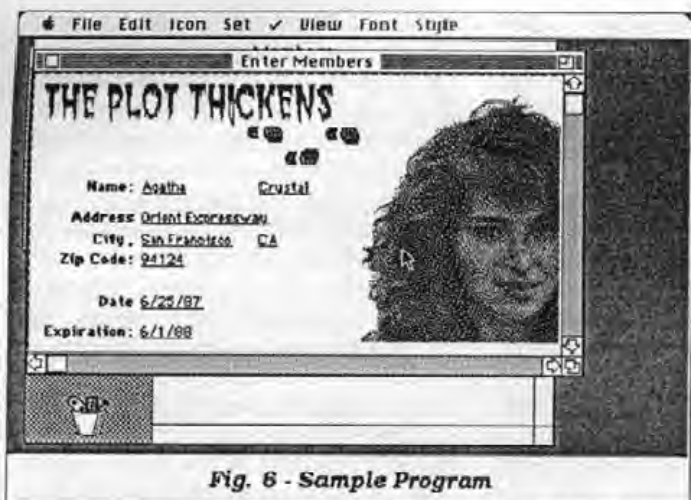 File Edit Icon Set ✓ View Font Style
Members
Enter Members
THE PLOT THICKENS
Name: Agatha Crystal
Address Orient Expressway
City, San Francisco CA
Zip Code: 94124
Date 6/25/87
Expiration: 6/1/88
Fig. 6 - Sample Program